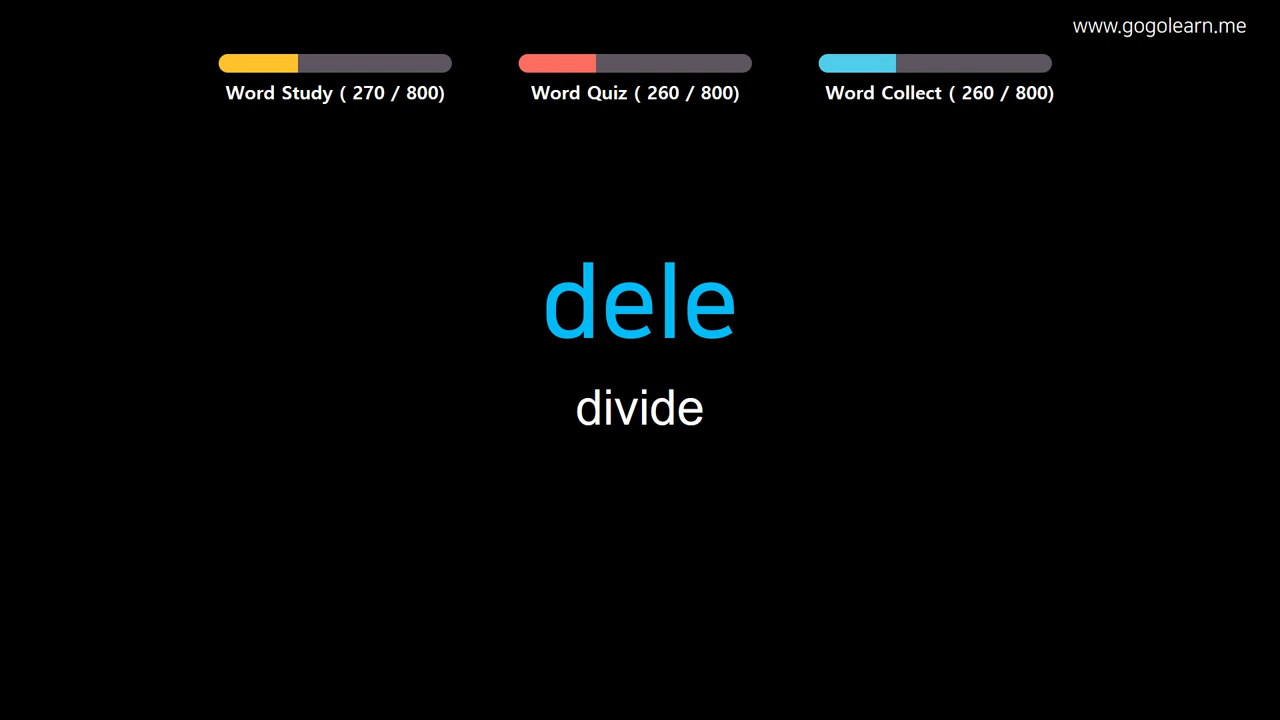 www.gogolearn.me
Word Study ( 270 / 800)
Word Quiz ( 260 / 800)
Word Collect ( 260 / 800)
dele
divide